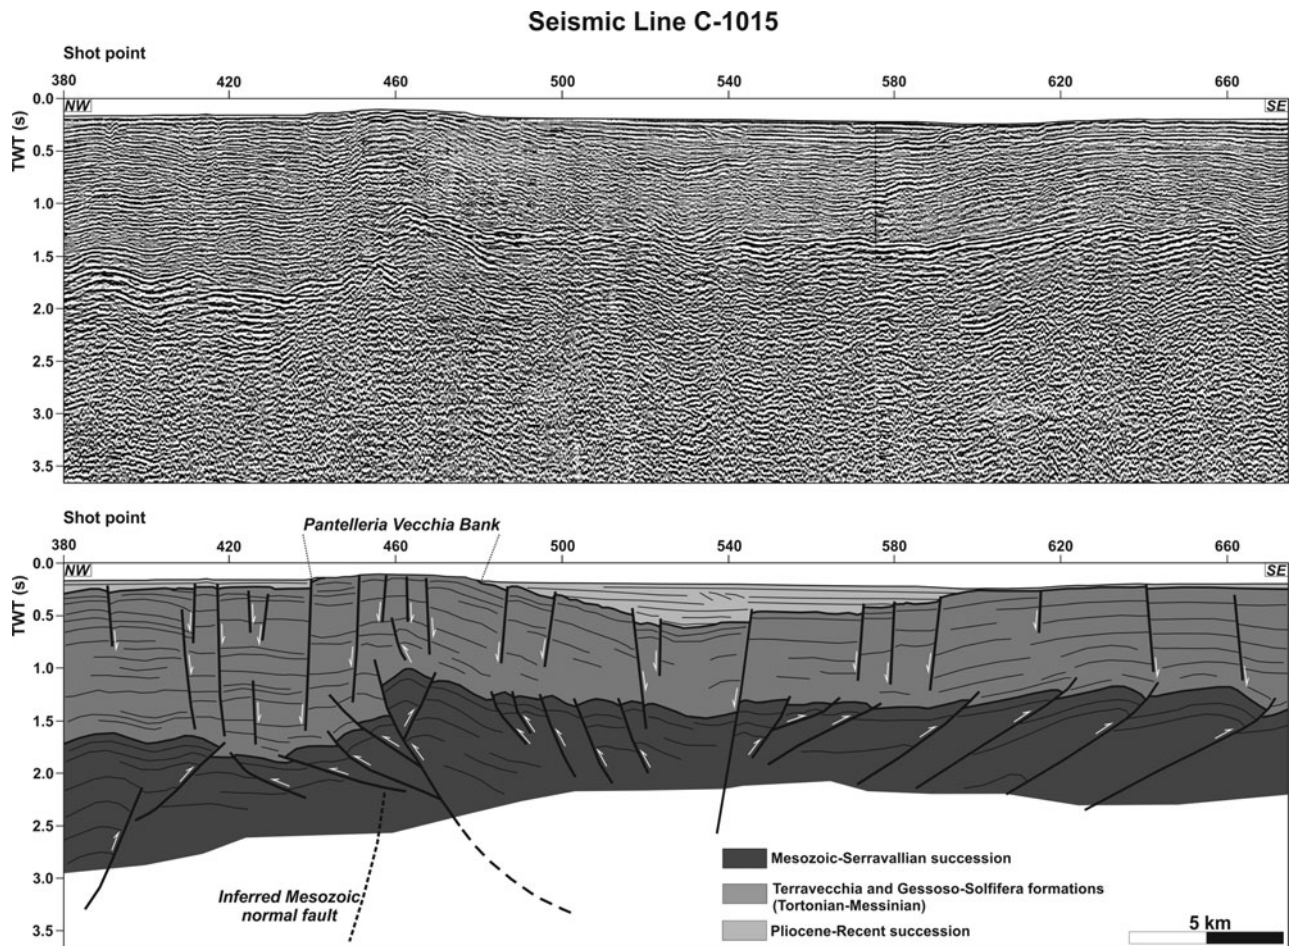 Seismic Line C-1015
Shot point
380 420 460 500 540 580 620 660
NW SE
TWT (s)
0.0
0.5
1.0
1.5
2.0
2.5
3.0
3.5
Shot point
Pantelleria Vecchia Bank
380 420 460 500 540 580 620 660
NW SE
TWT (s)
0.0
0.5
1.0
1.5
2.0
2.5
3.0
3.5
Inferred Mesozoic
normal fault
Mesozoic-Serravallian succession
Terravecchia and Gessoso-Solfifera formations
(Tortonian-Messinian)
Pliocene-Recent succession
5 km